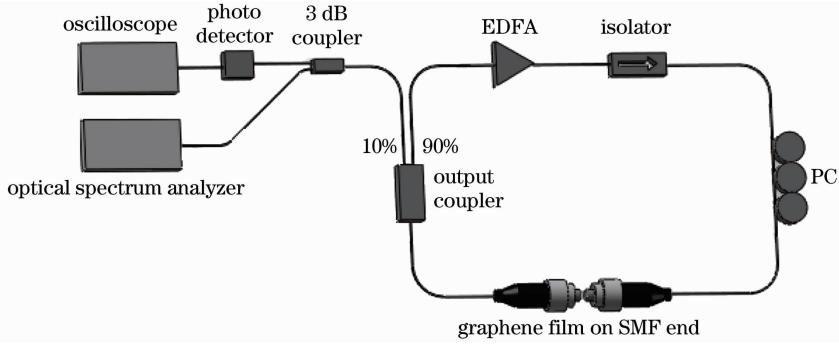 oscilloscope
photo
detector
3 dB
coupler
EDFA
isolator
10%
90%
output
coupler
PC
optical spectrum analyzer
graphene film on SMF end